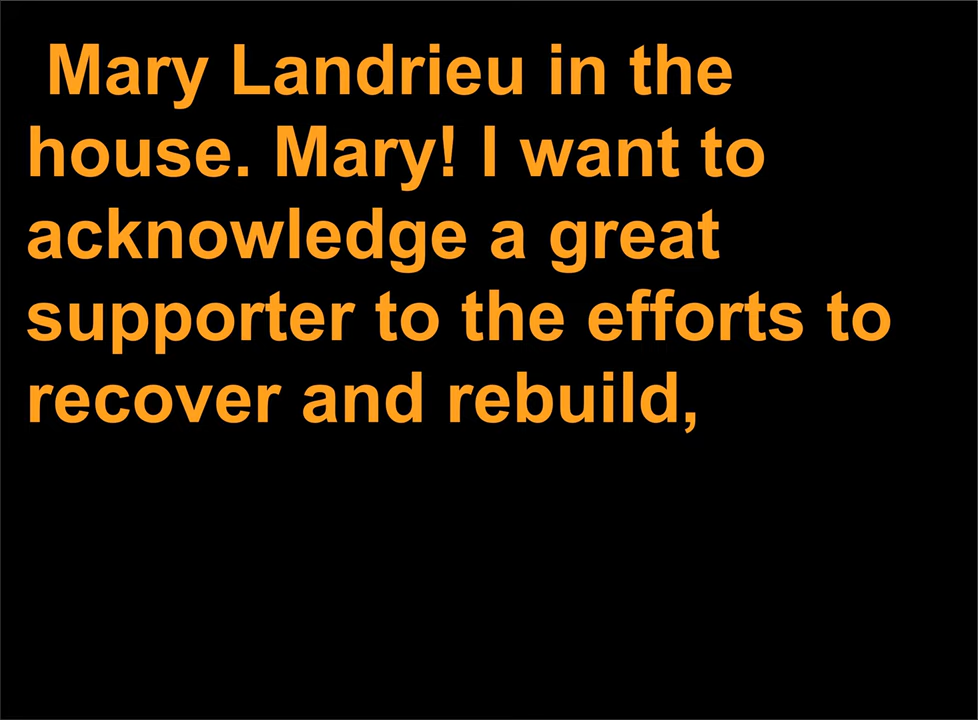 Mary Landrieu in the
house. Mary! I want to
acknowledge a great
supporter to the efforts to
recover and rebuild,